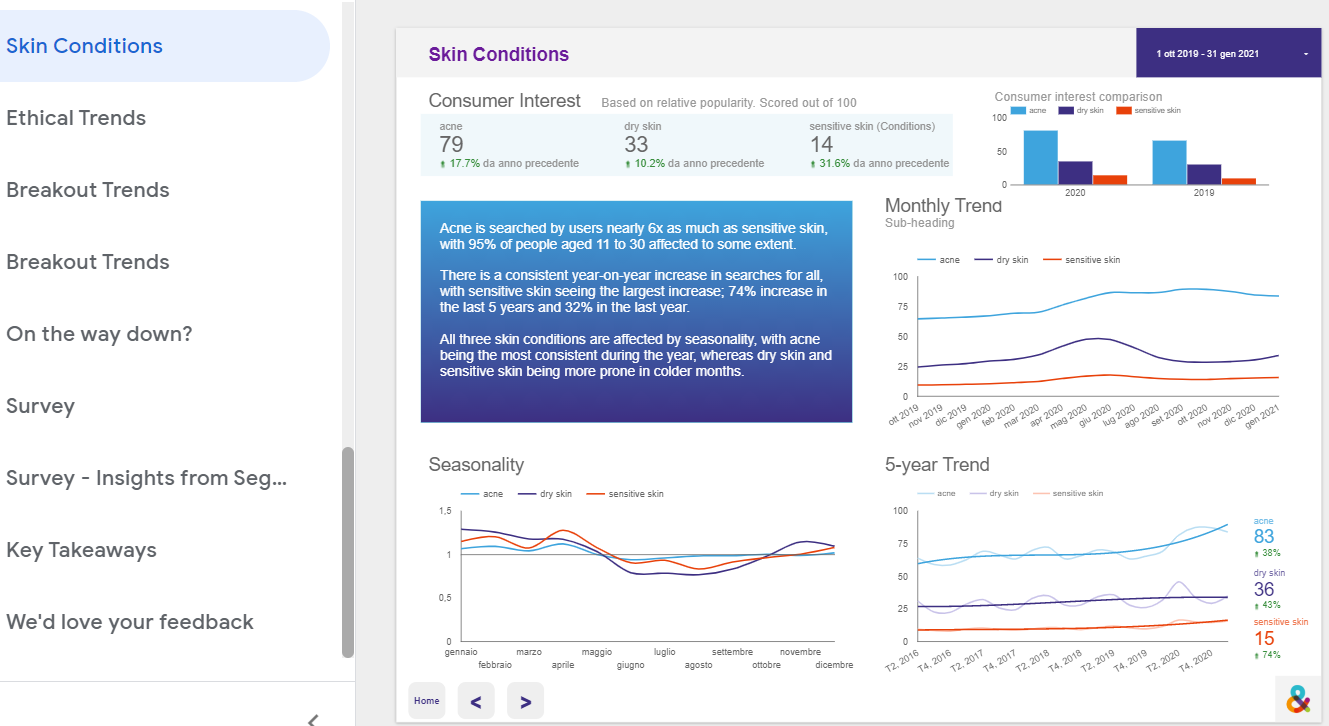 Skin Conditions
Ethical Trends
Breakout Trends
Breakout Trends
On the way down?
Survey
Survey - Insights from Seg...
Key Takeaways
We'd love your feedback
Skin Conditions
1 ott 2019 - 31 gen 2021
Consumer Interest
Based on relative popularity. Scored out of 100
acne
79
17.7% da anno precedente
dry skin
33
10.2% da anno precedente
sensitive skin (Conditions)
14
31.6% da anno precedente
Consumer interest comparison
acne dry skin sensitive skin
100
50
0
2020 2019
Acne is searched by users nearly 6x as much as sensitive skin,
with 95% of people aged 11 to 30 affected to some extent.
There is a consistent year-on-year increase in searches for all,
with sensitive skin seeing the largest increase; 74% increase in
the last 5 years and 32% in the last year.
All three skin conditions are affected by seasonality, with acne
being the most consistent during the year, whereas dry skin and
sensitive skin being more prone in colder months.
Monthly Trend
Sub-heading
acne dry skin sensitive skin
100
75
50
25
0
ott 2019 nov 2019 dic 2019 gen 2020 feb 2020 mar 2020 apr 2020 mag 2020 giu 2020 lug 2020 ago 2020 set 2020 ott 2020 nov 2020 dic 2020 gen 2021
Seasonality
acne dry skin sensitive skin
1,5
1
0,5
0
gennaio marzo maggio luglio settembre novembre
febbraio aprile giugno agosto ottobre dicembre
5-year Trend
acne dry skin sensitive skin
100
75
50
25
0
T2, 2016 T4, 2016 T2, 2017 T4, 2017 T2, 2018 T4, 2018 T2, 2019 T4, 2019 T2, 2020 T4, 2020
acne
83
38%
dry skin
36
43%
sensitive skin
15
74%
Home < >